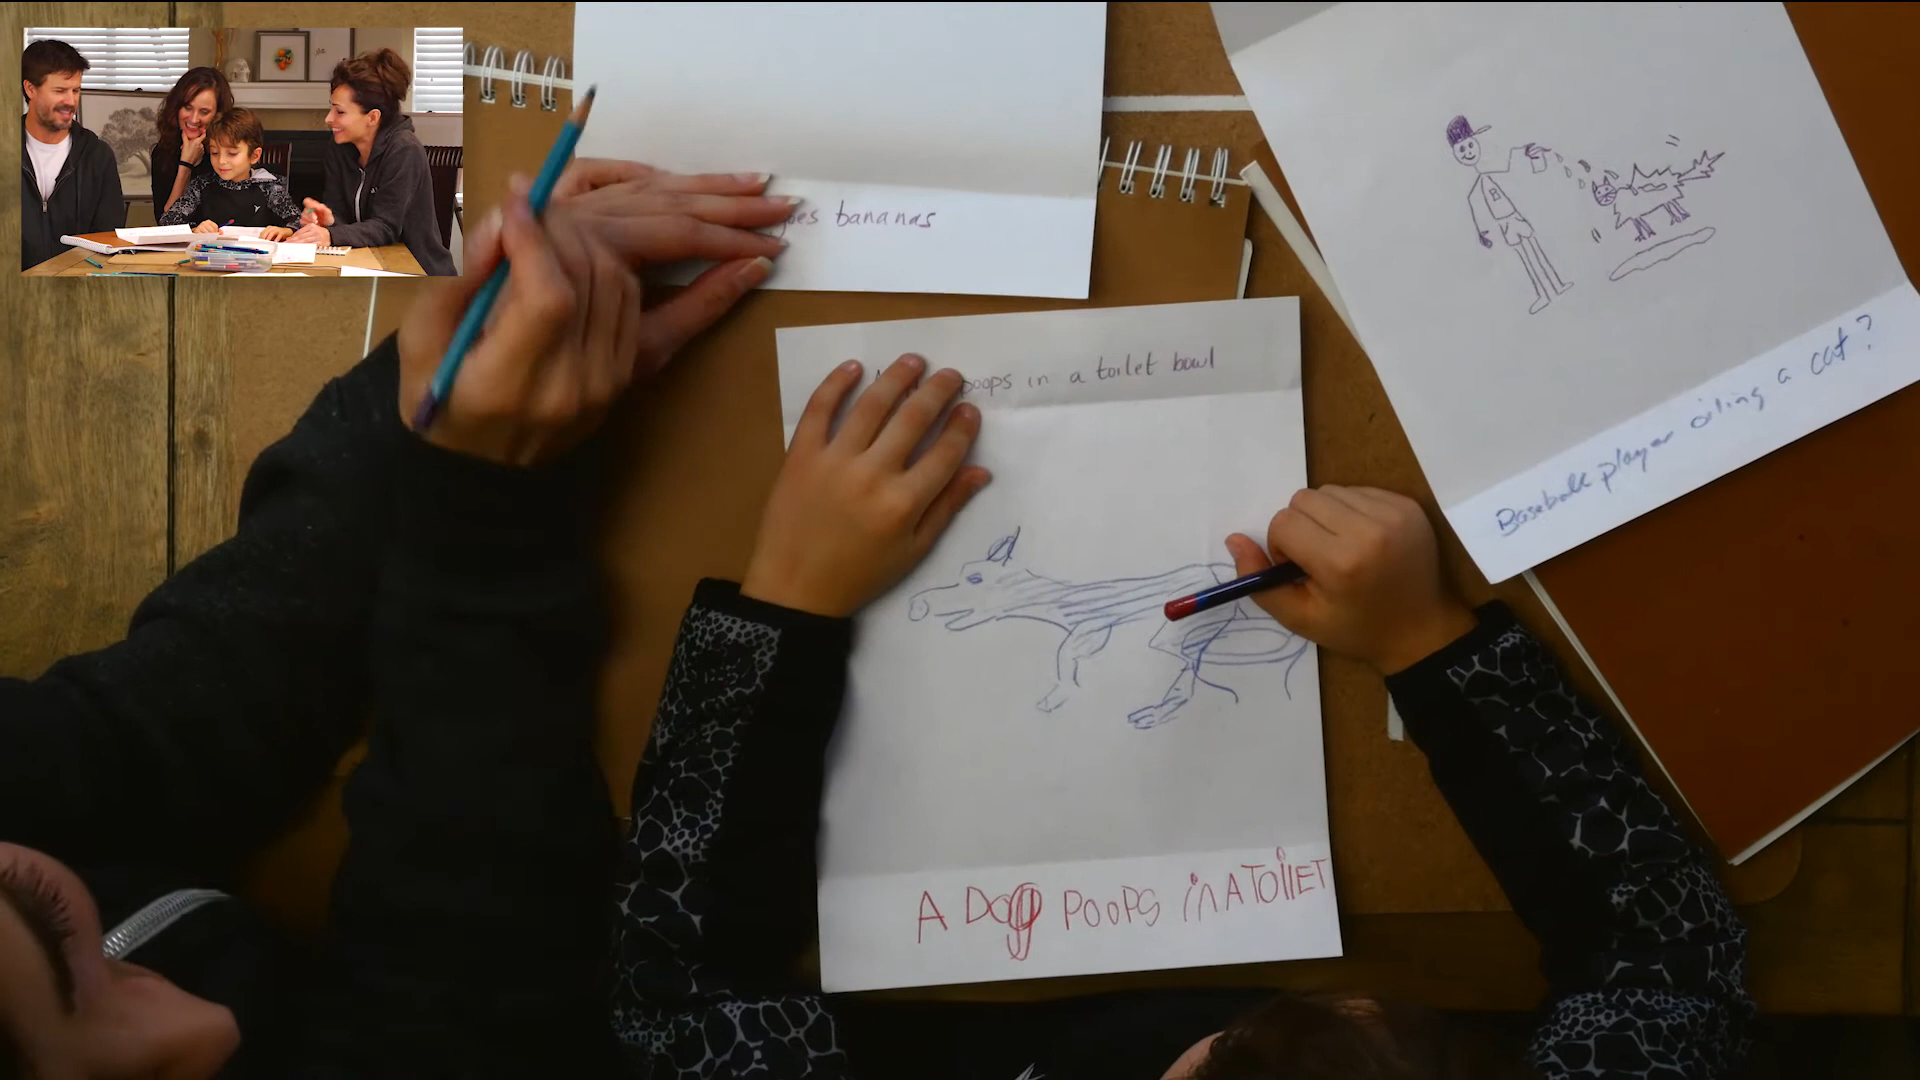 bananas
poops in a toilet bowl
Baseball player oiling a cat?
A Dog POOPS iN A TOilET